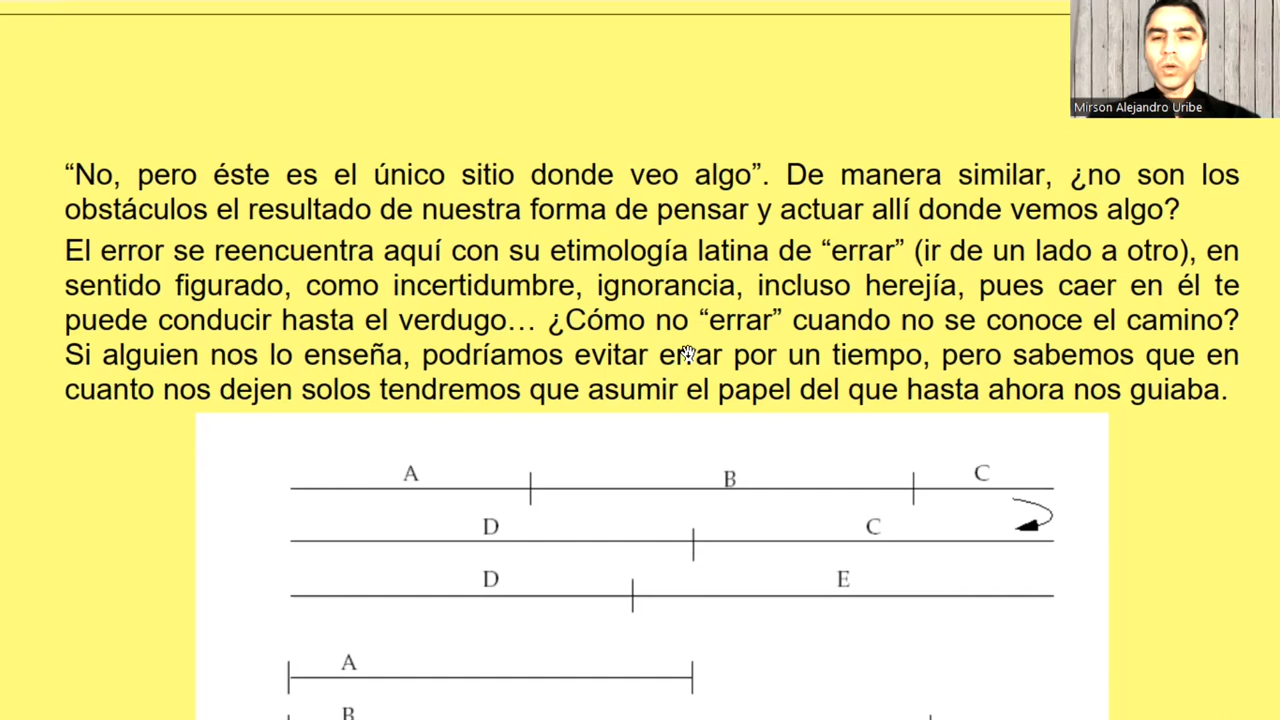 Mirson Alejandro Uribe
“No, pero éste es el único sitio donde veo algo”. De manera similar, ¿no son los
obstáculos el resultado de nuestra forma de pensar y actuar allí donde vemos algo?
El error se reencuentra aquí con su etimología latina de “errar” (ir de un lado a otro), en
sentido figurado, como incertidumbre, ignorancia, incluso herejía, pues caer en él te
puede conducir hasta el verdugo… ¿Cómo no “errar” cuando no se conoce el camino?
Si alguien nos lo enseña, podríamos evitar errar por un tiempo, pero sabemos que en
cuanto nos dejen solos tendremos que asumir el papel del que hasta ahora nos guiaba.
A B C
D C
D E
A
B